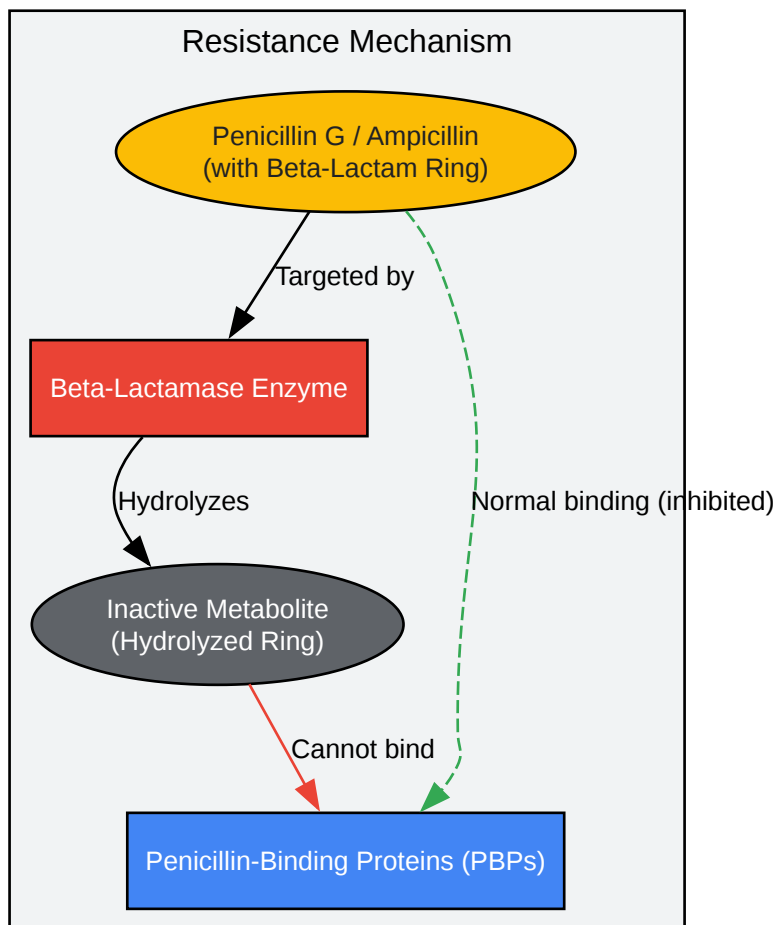 Resistance Mechanism
Penicillin G / Ampicillin
(with Beta-Lactam Ring)
Targeted by
Beta-Lactamase Enzyme
Hydrolyzes
Normal binding (inhibited)
Inactive Metabolite
(Hydrolyzed Ring)
Cannot bind
Penicillin-Binding Proteins (PBPs)